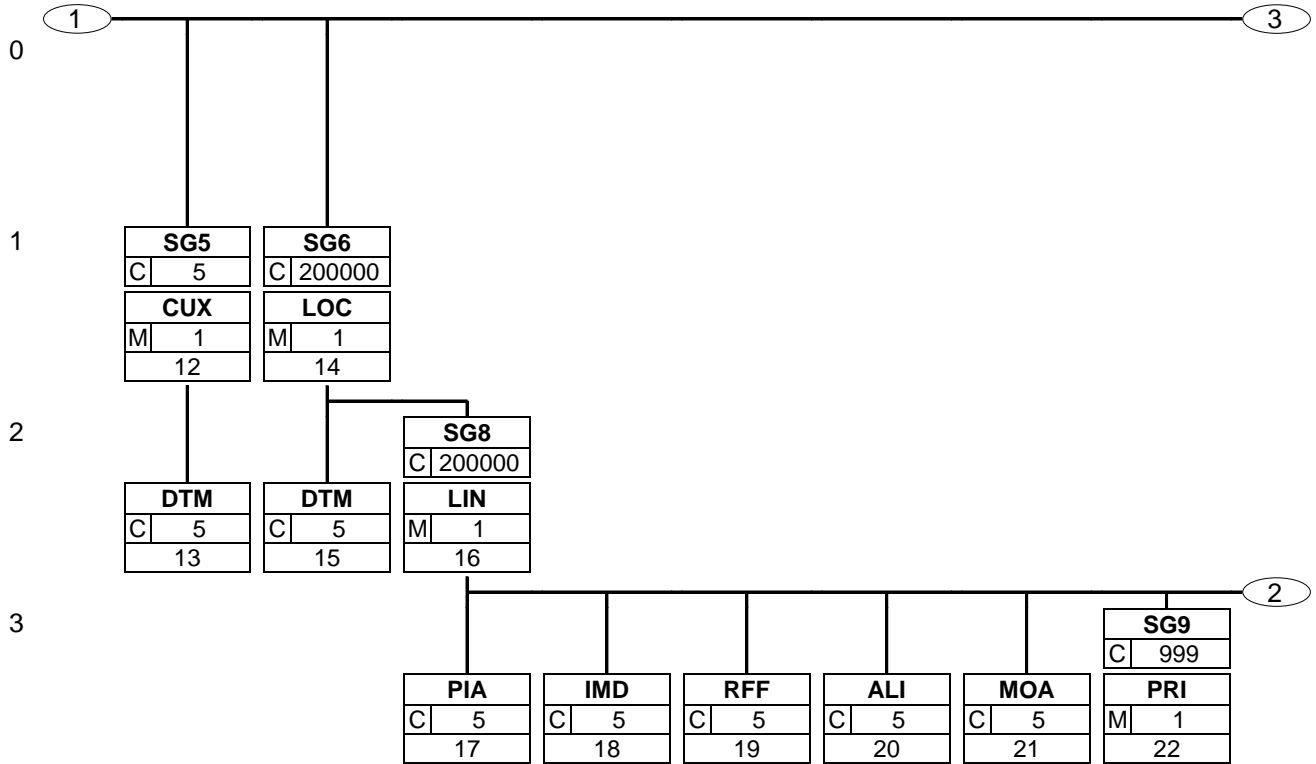 1 3
0
1 SG5 SG6
C 5 C 200000
CUX LOC
M 1 M 1
12 14
2 SG8
C 200000
DTM DTM LIN
C 5 C 5 M 1
13 15 16
2
3 SG9
C 999
PIA IMD RFF ALI MOA PRI
C 5 C 5 C 5 C 5 C 5 M 1
17 18 19 20 21 22